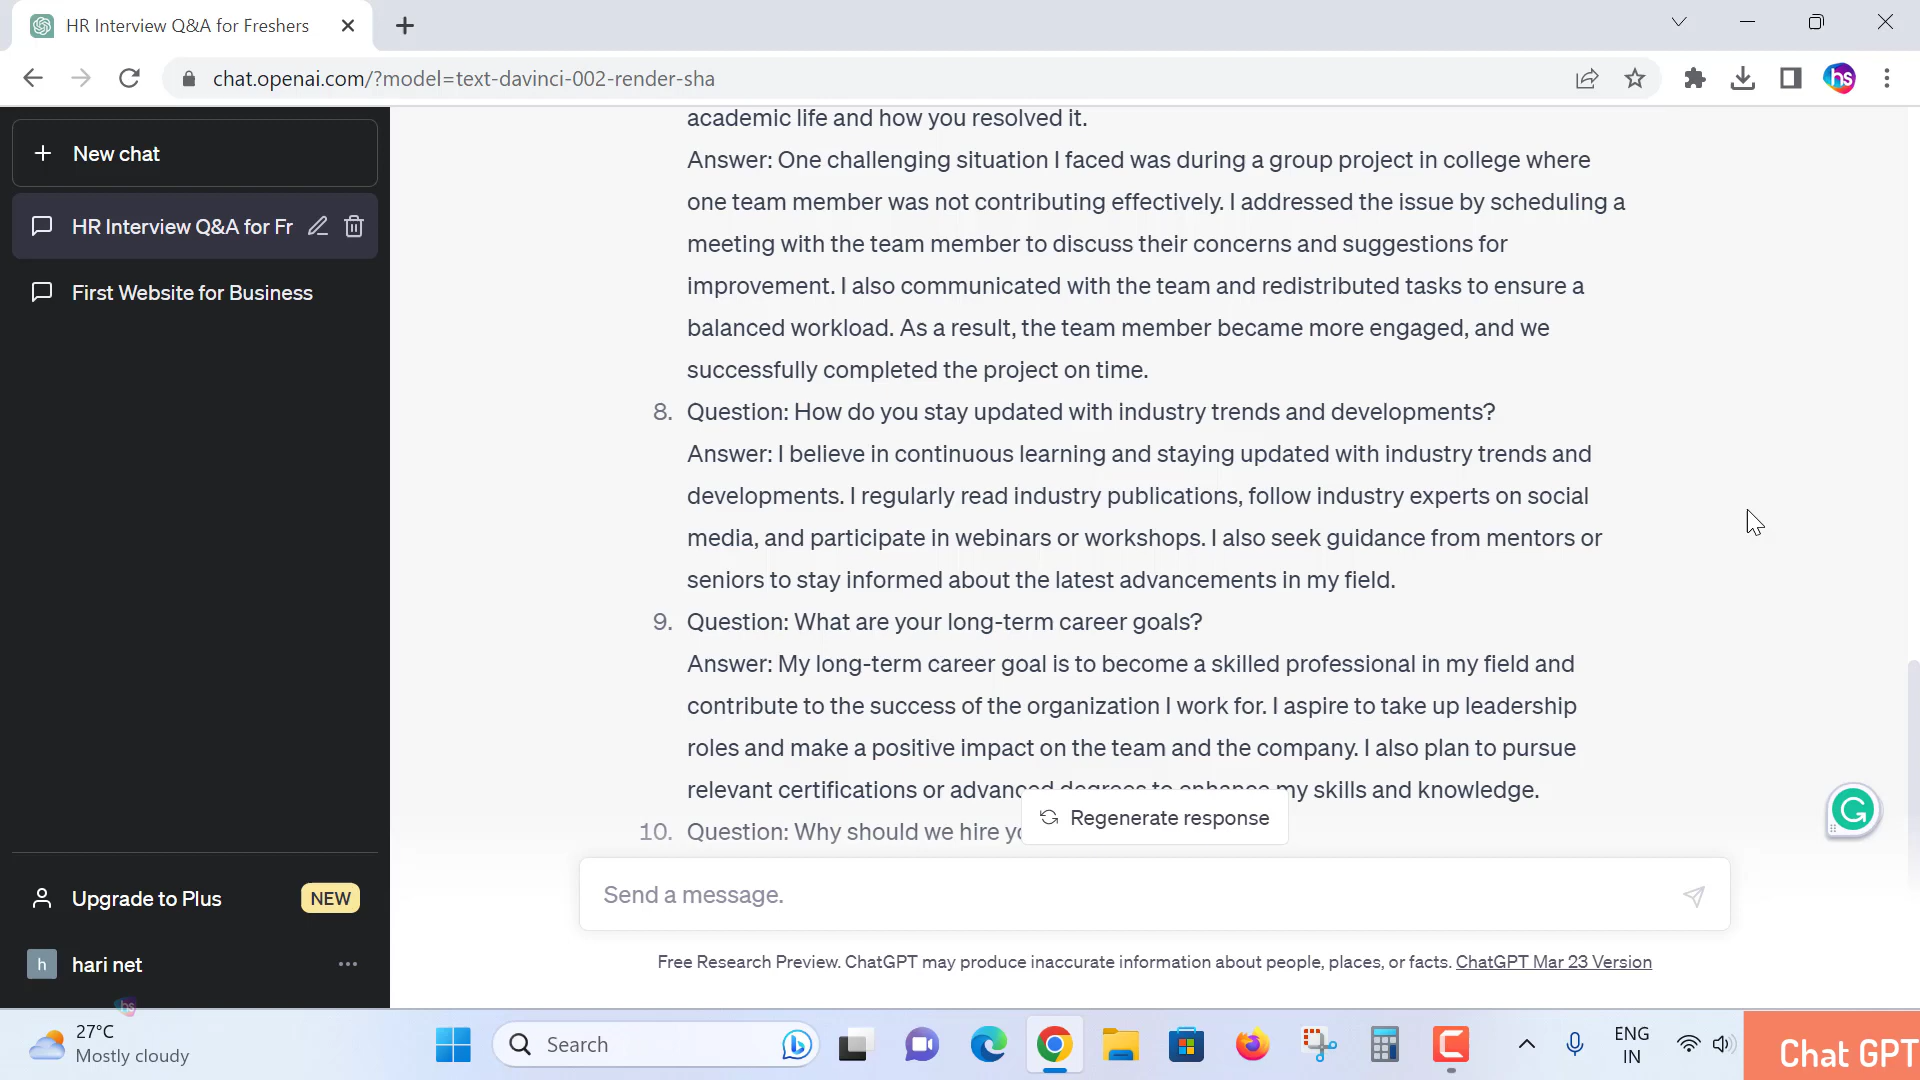 HR Interview Q&A for Freshers
chat.openai.com/?model=text-davinci-002-render-sha
hs
New chat
HR Interview Q&A for Fr
First Website for Business
Upgrade to Plus
NEW
h
hari net
academic life and how you resolved it.
Answer: One challenging situation I faced was during a group project in college where
one team member was not contributing effectively. I addressed the issue by scheduling a
meeting with the team member to discuss their concerns and suggestions for
improvement. I also communicated with the team and redistributed tasks to ensure a
balanced workload. As a result, the team member became more engaged, and we
successfully completed the project on time.
8. Question: How do you stay updated with industry trends and developments?
Answer: I believe in continuous learning and staying updated with industry trends and
developments. I regularly read industry publications, follow industry experts on social
media, and participate in webinars or workshops. I also seek guidance from mentors or
seniors to stay informed about the latest advancements in my field.
9. Question: What are your long-term career goals?
Answer: My long-term career goal is to become a skilled professional in my field and
contribute to the success of the organization I work for. I aspire to take up leadership
roles and make a positive impact on the team and the company. I also plan to pursue
relevant certifications or advanced degrees to enhance my skills and knowledge.
10. Question: Why should we hire
Regenerate response
Send a message.
Free Research Preview. ChatGPT may produce inaccurate information about people, places, or facts. ChatGPT Mar 23 Version
hs
27°C
Mostly cloudy
Search
ENG
IN
Chat GPT